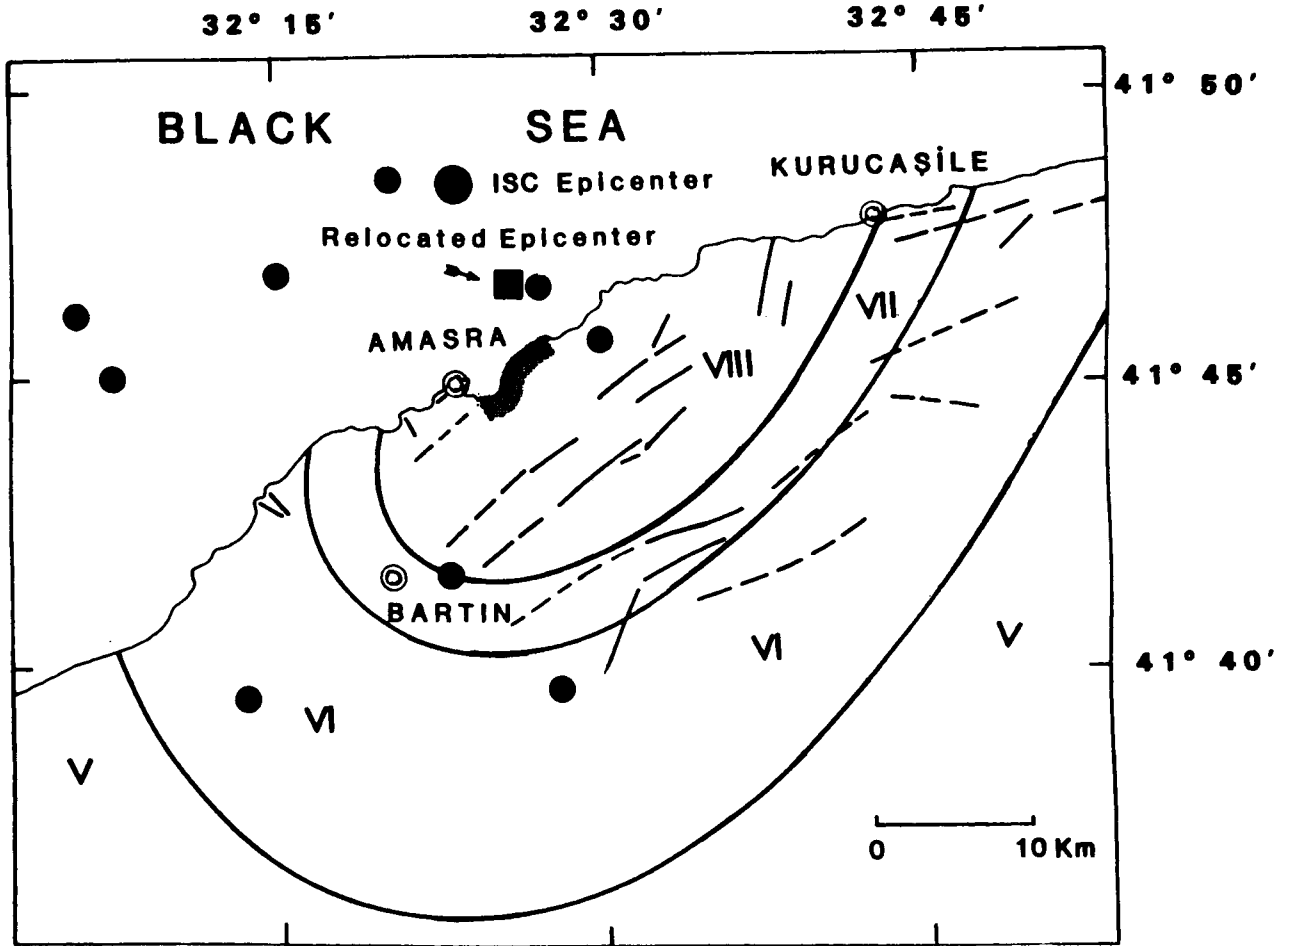 32° 15′ 32° 30′ 32° 45′
41° 50′
BLACK SEA
KURUCAŞİLE
ISC Epicenter
Relocated Epicenter
VII
AMASRA
VIII
41° 45′
BARTIN
VI
V
41° 40′
VI
V
0 10 Km